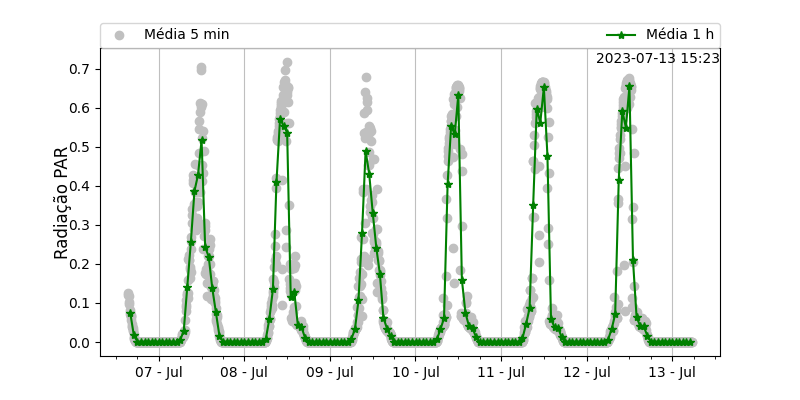 Média 5 min
Média 1 h
2023-07-13 15:23
Radiação PAR
0.7
0.6
0.5
0.4
0.3
0.2
0.1
0.0
07 - Jul
08 - Jul
09 - Jul
10 - Jul
11 - Jul
12 - Jul
13 - Jul